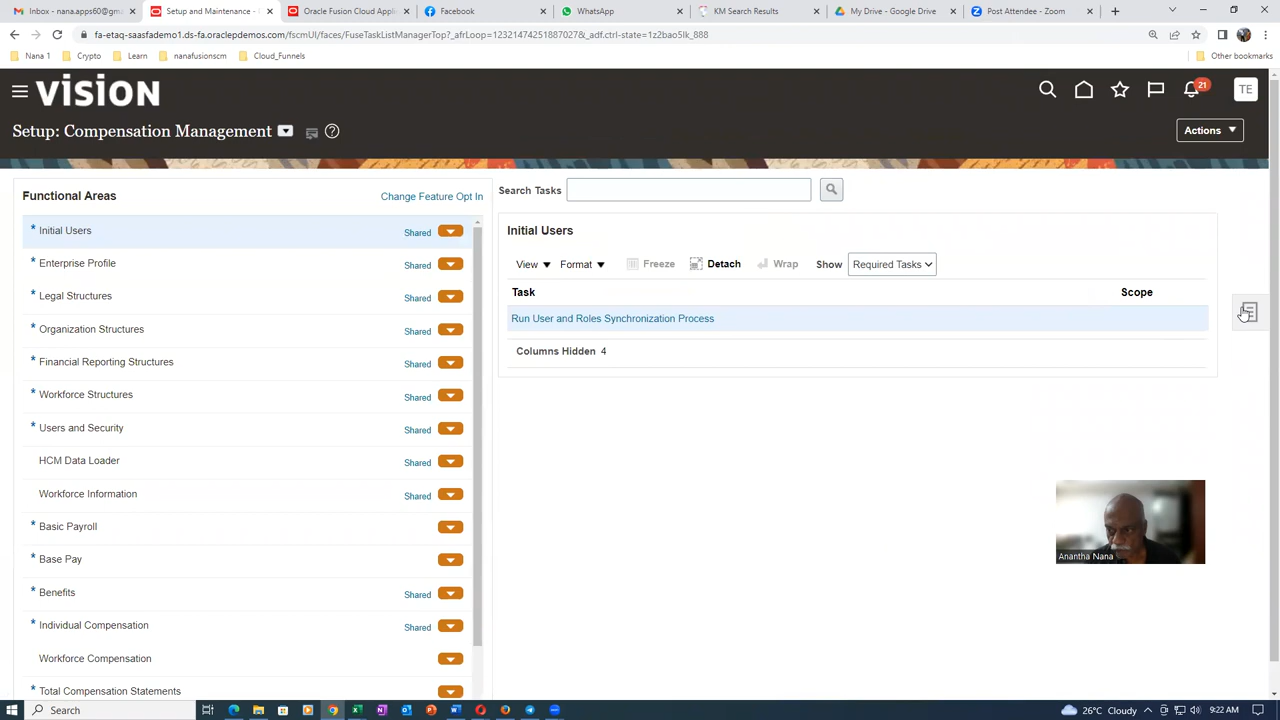 Inbox - nana.apps60@gm
Setup and Maintenance -
Oracle Fusion Cloud Appli
Facebook
WhatsApp
KM Search Results
My Drive - Google Drive
Post Attendee - Zoom
fa-etaq-saasfademo1.ds-fa.oraclepdemos.com/fscmUI/faces/FuseTaskListManagerTop?_afrLoop=12321474251887027&_adf.ctrl-state=1z2bao5lk_888
Nana 1
Crypto
Learn
nanafusionscm
Cloud_Funnels
Other bookmarks
VISION
21
TE
Setup: Compensation Management
Actions
Functional Areas
Change Feature Opt In
* Initial Users Shared
* Enterprise Profile Shared
* Legal Structures Shared
* Organization Structures Shared
* Financial Reporting Structures Shared
* Workforce Structures Shared
* Users and Security Shared
HCM Data Loader Shared
* Workforce Information Shared
* Basic Payroll
* Base Pay
* Benefits Shared
* Individual Compensation Shared
Workforce Compensation
Total Compensation Statements
Search Tasks
Initial Users
View Format Freeze Detach Wrap Show Required Tasks
Task Scope
Run User and Roles Synchronization Process
Columns Hidden 4
Anantha Nana
Search
26°C Cloudy
9:22 AM